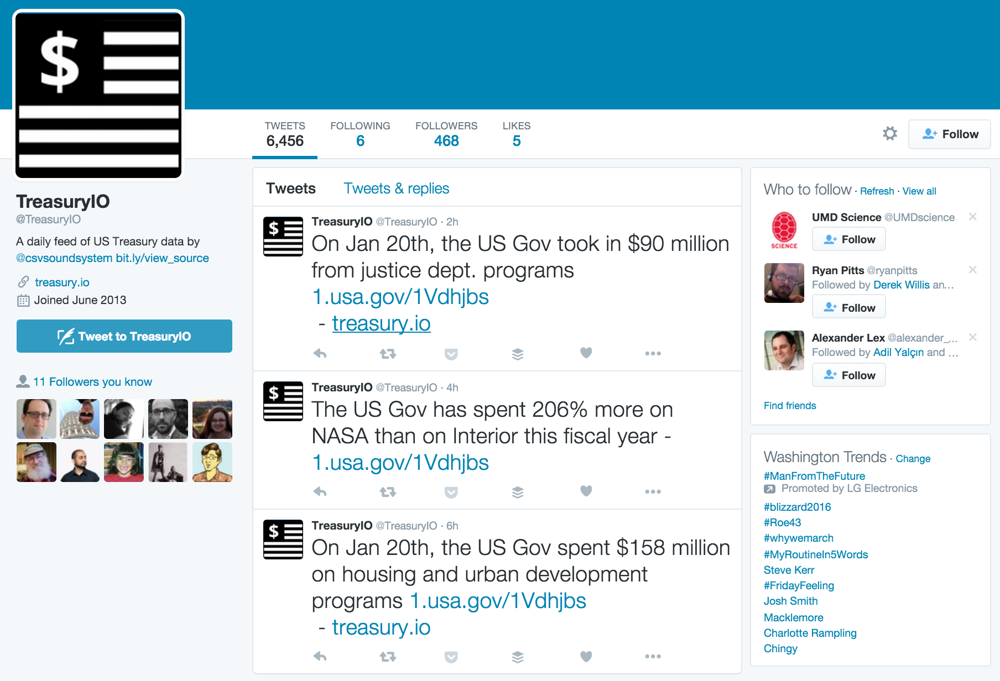 $
TWEETS FOLLOWING FOLLOWERS LIKES
6,456 6 468 5
Follow
TreasuryIO
@TreasuryIO
A daily feed of US Treasury data by
@csvsoundsystem bit.ly/view_source
treasury.io
Joined June 2013
Tweet to TreasuryIO
11 Followers you know
Tweets Tweets & replies
$
TreasuryIO @TreasuryIO · 2h
On Jan 20th, the US Gov took in $90 million
from justice dept. programs
1.usa.gov/1Vdhjbs
- treasury.io
$
TreasuryIO @TreasuryIO · 4h
The US Gov has spent 206% more on
NASA than on Interior this fiscal year -
1.usa.gov/1Vdhjbs
$
TreasuryIO @TreasuryIO · 6h
On Jan 20th, the US Gov spent $158 million
on housing and urban development
programs 1.usa.gov/1Vdhjbs
- treasury.io
Who to follow · Refresh · View all
SCIENCE
UMD Science @UMDscience
Follow
Ryan Pitts @ryanpitts
Followed by Derek Willis an...
Follow
Alexander Lex @alexander_...
Followed by Adil Yalçın and ...
Follow
Find friends
Washington Trends · Change
#ManFromTheFuture
Promoted by LG Electronics
#blizzard2016
#Roe43
#whywemarch
#MyRoutineIn5Words
Steve Kerr
#FridayFeeling
Josh Smith
Macklemore
Charlotte Rampling
Chingy